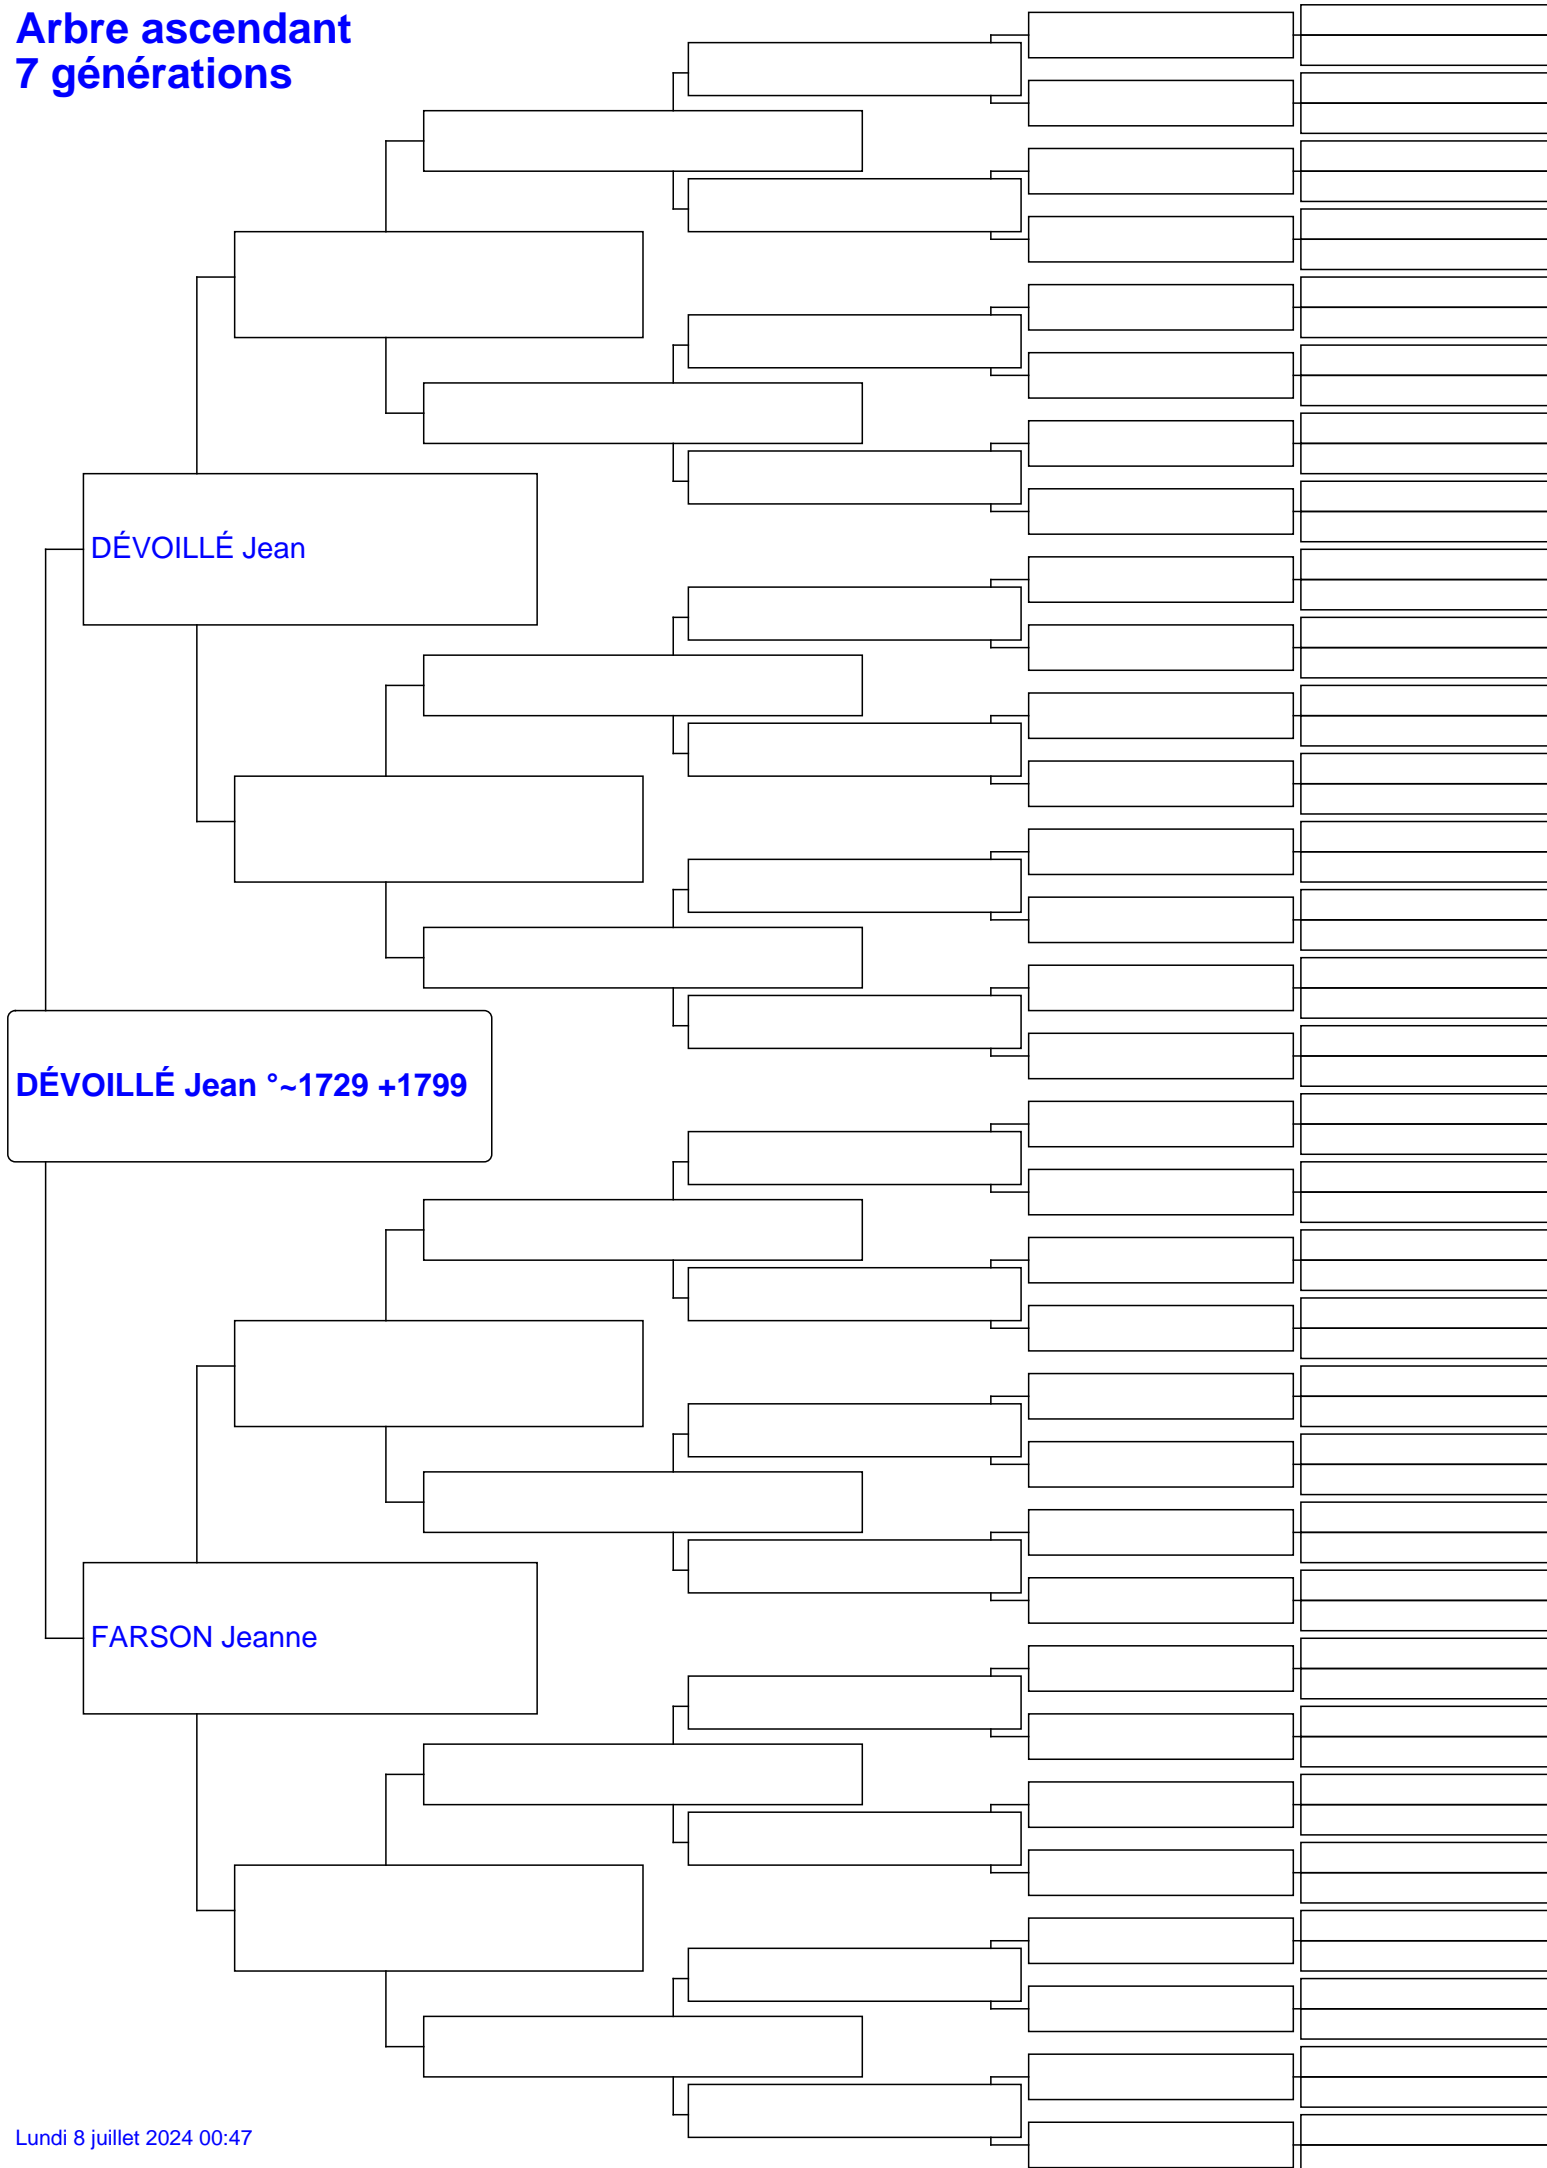 Arbre ascendant
7 générations
DÉVOILLÉ Jean
DÉVOILLÉ Jean °~1729 +1799
FARSON Jeanne
Lundi 8 juillet 2024 00:47